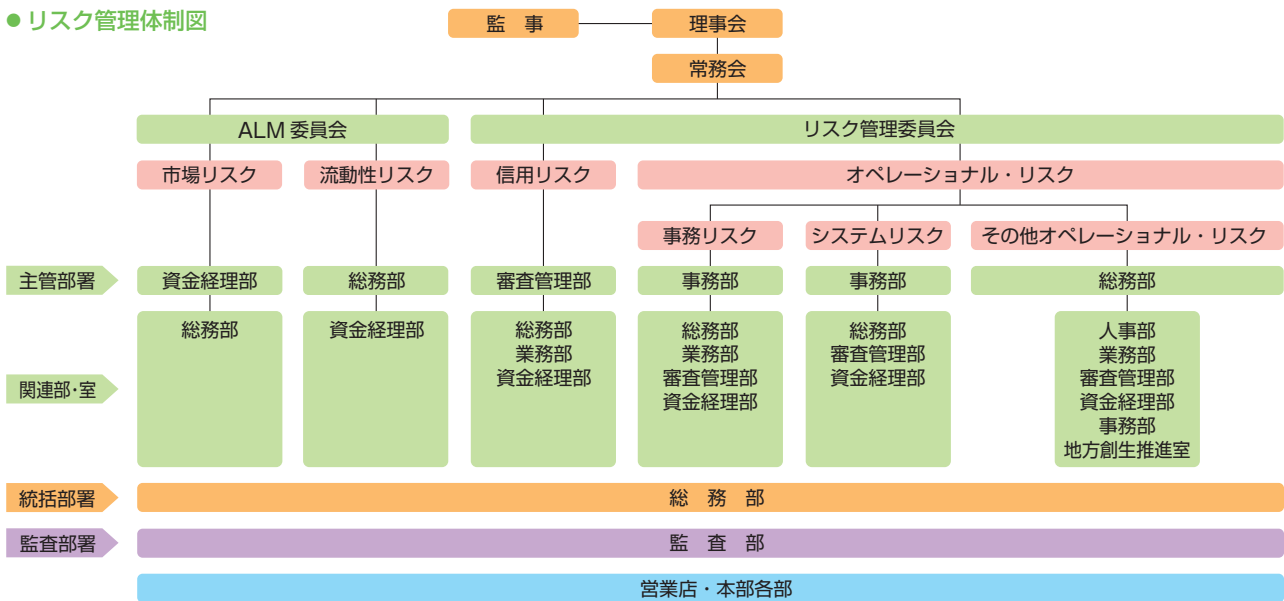 ●リスク管理体制図
監　事
理事会
常務会
ALM 委員会
リスク管理委員会
市場リスク
流動性リスク
信用リスク
オペレーショナル・リスク
事務リスク
システムリスク
その他オペレーショナル・リスク
主管部署
資金経理部
総務部
審査管理部
事務部
事務部
総務部
関連部・室
総務部
資金経理部
総務部
業務部
資金経理部
総務部
業務部
審査管理部
資金経理部
総務部
審査管理部
資金経理部
人事部
業務部
審査管理部
資金経理部
事務部
地方創生推進室
統括部署
総　務　部
監査部署
監　査　部
営業店・本部各部